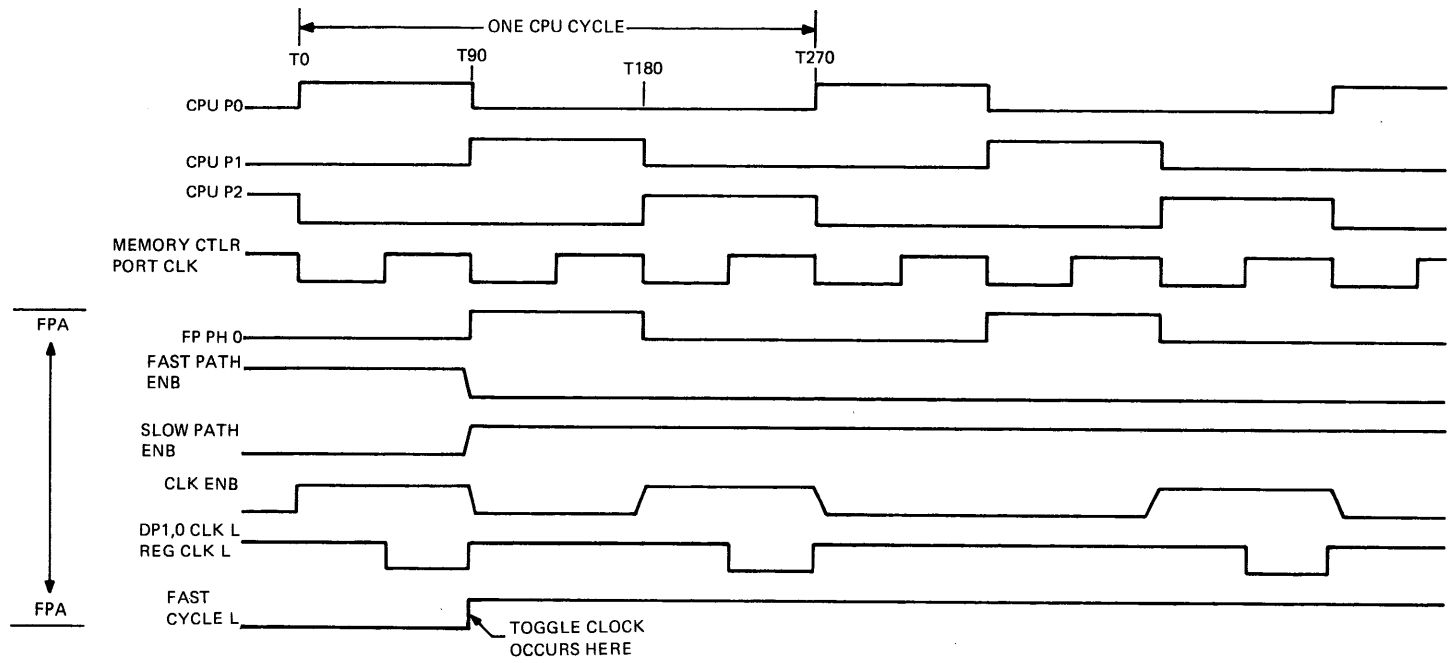 ONE CPU CYCLE
T0
T90
T180
T270
CPU P0
CPU P1
CPU P2
MEMORY CTLR
PORT CLK
FPA
FP PH 0
FAST PATH
ENB
SLOW PATH
ENB
CLK ENB
DP1,0 CLK L
REG CLK L
FAST
CYCLE L
FPA
TOGGLE CLOCK
OCCURS HERE